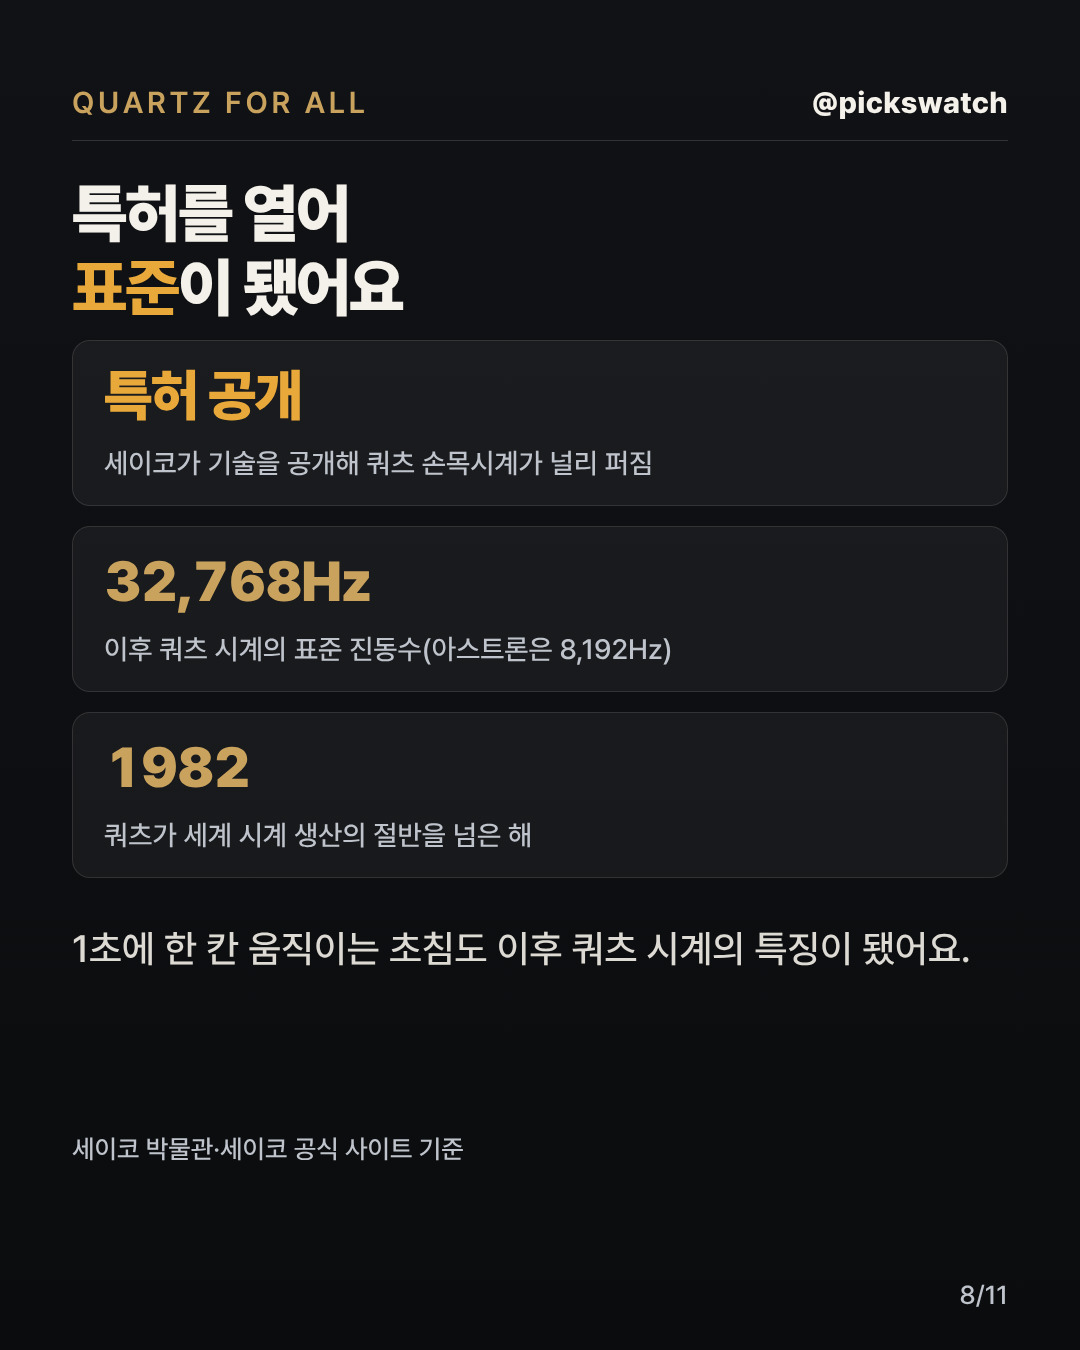 QUARTZ FOR ALL
@pickswatch
특허를 열어
표준이 됐어요
특허 공개
세이코가 기술을 공개해 쿼츠 손목시계가 널리 퍼짐
32,768Hz
이후 쿼츠 시계의 표준 진동수(아스트론은 8,192Hz)
1982
쿼츠가 세계 시계 생산의 절반을 넘은 해
1초에 한 칸 움직이는 초침도 이후 쿼츠 시계의 특징이 됐어요.
세이코 박물관·세이코 공식 사이트 기준
8/11